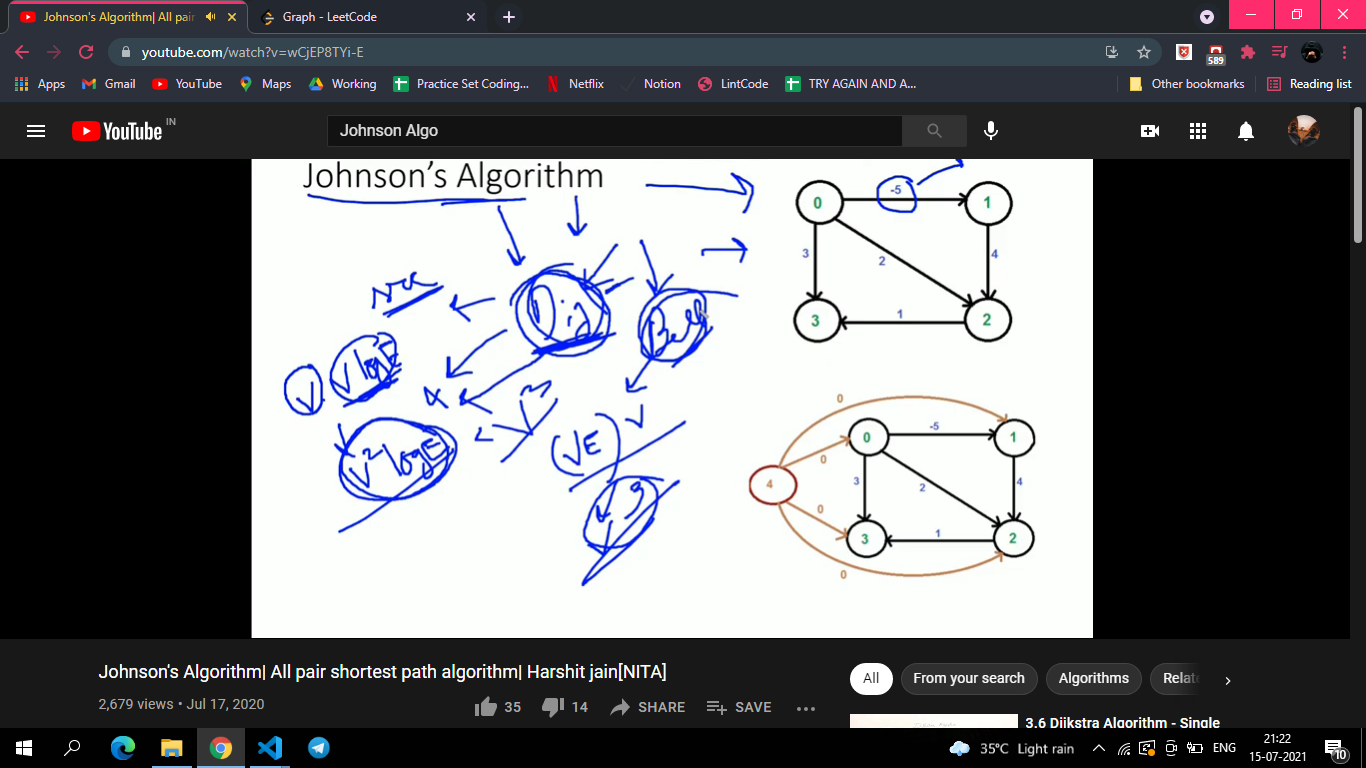 Johnson's Algorithm| All pair
Graph - LeetCode
youtube.com/watch?v=wCjEP8TYi-E
589
Apps
Gmail
YouTube
Maps
Working
Practice Set Coding...
Netflix
Notion
LintCode
TRY AGAIN AND A...
Other bookmarks
Reading list
YouTube IN
Johnson Algo
Johnson's Algorithm
0
-5
1
3
2
4
3
1
2
V
V log E
V² log E
(VE)
0
0
-5
1
4
0
3
2
4
0
3
1
2
0
Johnson's Algorithm| All pair shortest path algorithm| Harshit jain[NITA]
2,679 views • Jul 17, 2020
35
14
SHARE
SAVE
All
From your search
Algorithms
Relate
3.6 Dijkstra Algorithm - Single
35°C Light rain
ENG
21:22
15-07-2021
10